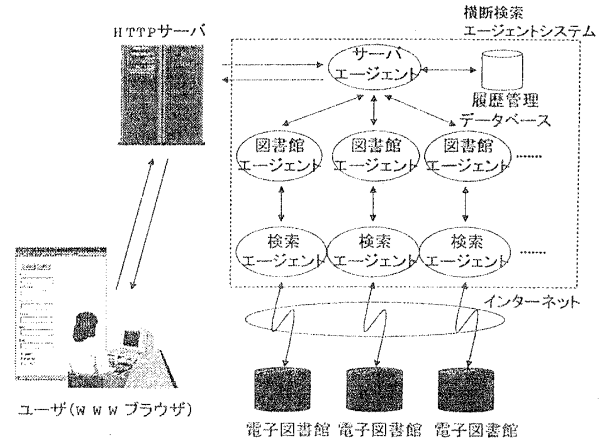 横断検索
エージェントシステム
HTTPサーバ
サーバ
エージェント
履歴管理
データベース
図書館
エージェント
図書館
エージェント
図書館
エージェント
……
検索
エージェント
検索
エージェント
検索
エージェント
……
インターネット
ユーザ(WWWブラウザ)
電子図書館
電子図書館
電子図書館